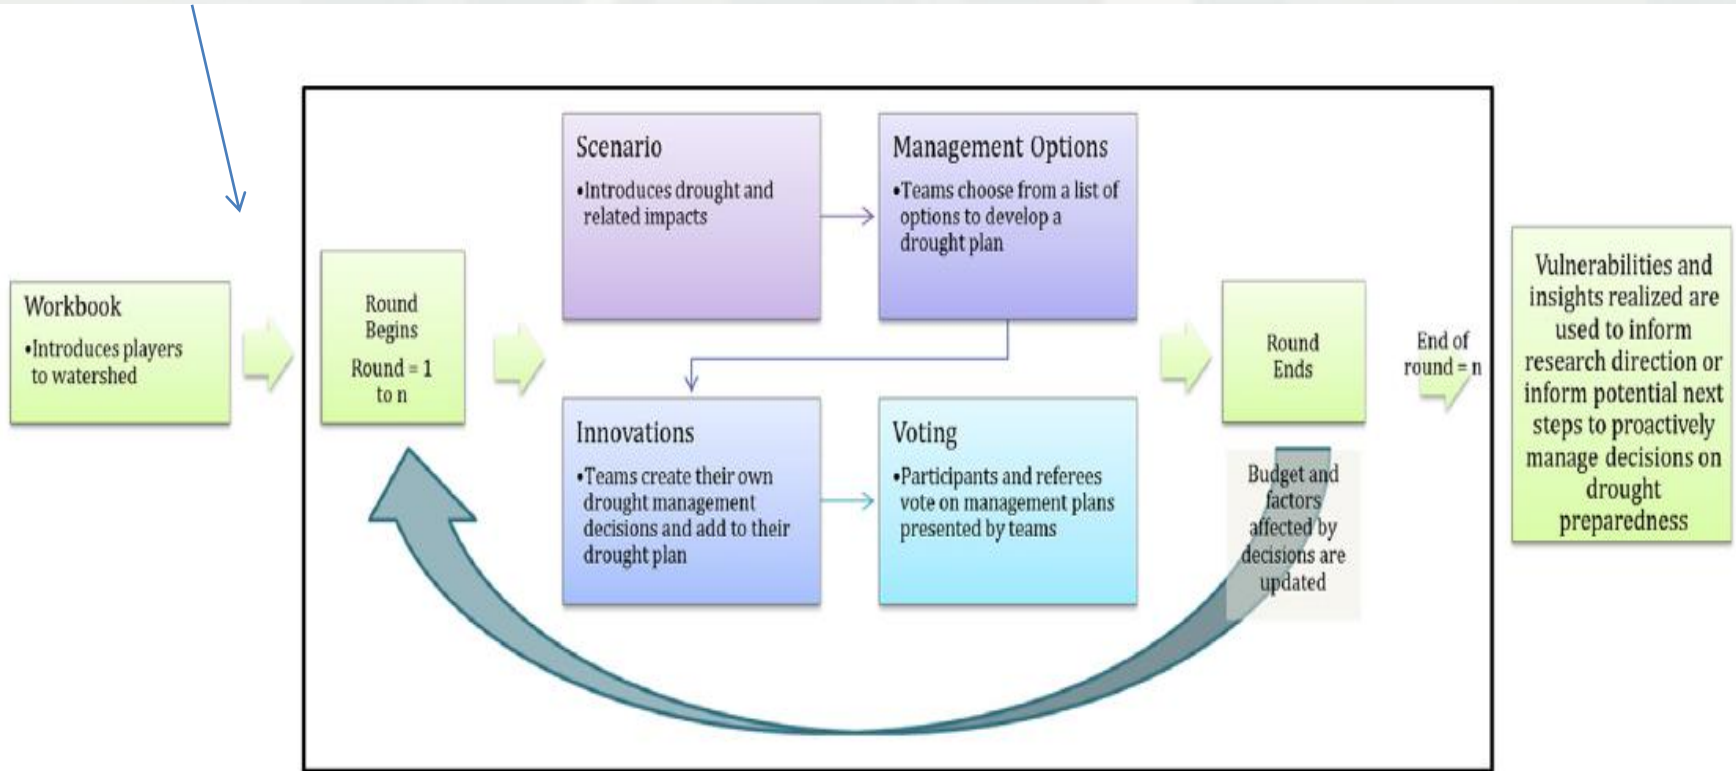 Workbook
•Introduces players
to watershed
Round
Begins
Round = 1
to n
Scenario
•Introduces drought and
related impacts
Management Options
•Teams choose from a list of
options to develop a
drought plan
Innovations
•Teams create their own
drought management
decisions and add to their
drought plan
Voting
•Participants and referees
vote on management plans
presented by teams
Round
Ends
Budget and
factors
affected by
decisions are
updated
End of
round = n
Vulnerabilities and
insights realized are
used to inform
research direction or
inform potential next
steps to proactively
manage decisions on
drought
preparedness